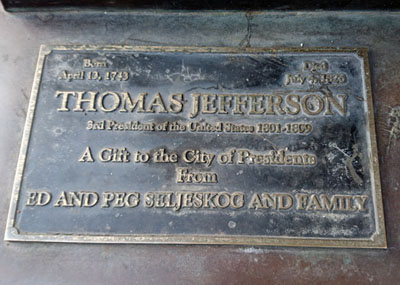 Born Died
April 13, 1743 July 4, 1826
THOMAS JEFFERSON
3rd President of the United States 1801-1809
A Gift to the City of Presidents
From
ED AND PEG SELJESKOG AND FAMILY